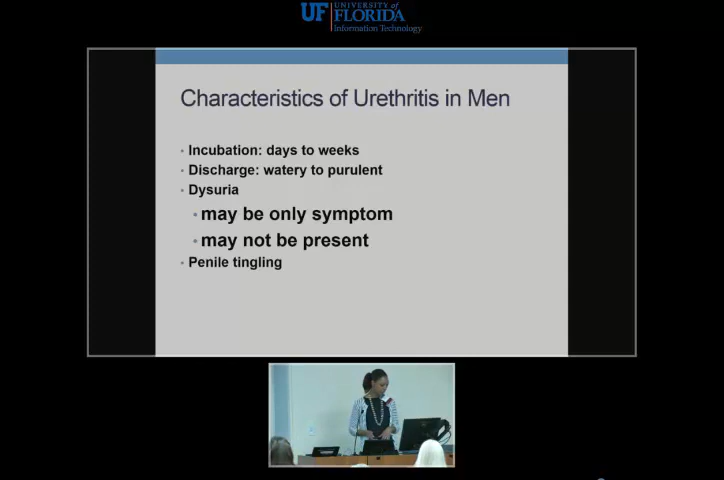 UF UNIVERSITY of
FLORIDA
Information Technology
Characteristics of Urethritis in Men
• Incubation: days to weeks
• Discharge: watery to purulent
• Dysuria
• may be only symptom
• may not be present
• Penile tingling